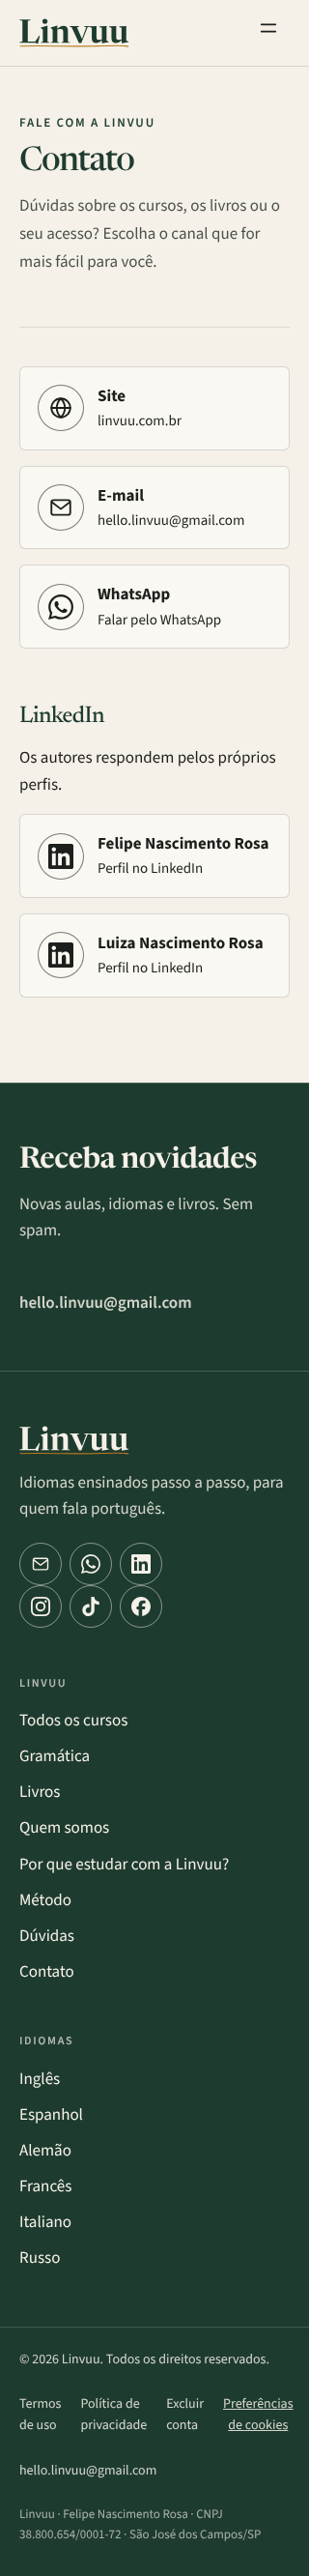 Linvuu
FALE COM A LINVUU
Contato
Dúvidas sobre os cursos, os livros ou o
seu acesso? Escolha o canal que for
mais fácil para você.
Site
linvuu.com.br
E-mail
hello.linvuu@gmail.com
WhatsApp
Falar pelo WhatsApp
LinkedIn
Os autores respondem pelos próprios
perfis.
Felipe Nascimento Rosa
Perfil no LinkedIn
Luiza Nascimento Rosa
Perfil no LinkedIn
Receba novidades
Novas aulas, idiomas e livros. Sem
spam.
hello.linvuu@gmail.com
Linvuu
Idiomas ensinados passo a passo, para
quem fala português.
LINVUU
Todos os cursos
Gramática
Livros
Quem somos
Por que estudar com a Linvuu?
Método
Dúvidas
Contato
IDIOMAS
Inglês
Espanhol
Alemão
Francês
Italiano
Russo
© 2026 Linvuu. Todos os direitos reservados.
Termos de uso
Política de privacidade
Excluir conta
Preferências de cookies
hello.linvuu@gmail.com
Linvuu · Felipe Nascimento Rosa · CNPJ
38.800.654/0001-72 · São José dos Campos/SP